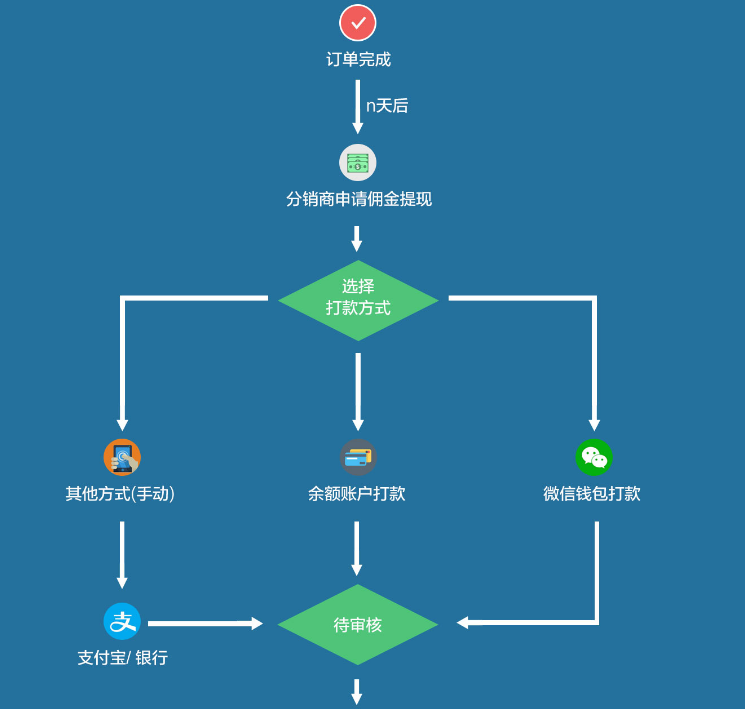 订单完成
n天后
分销商申请佣金提现
选择
打款方式
其他方式(手动)
余额账户打款
微信钱包打款
待审核
支付宝/ 银行